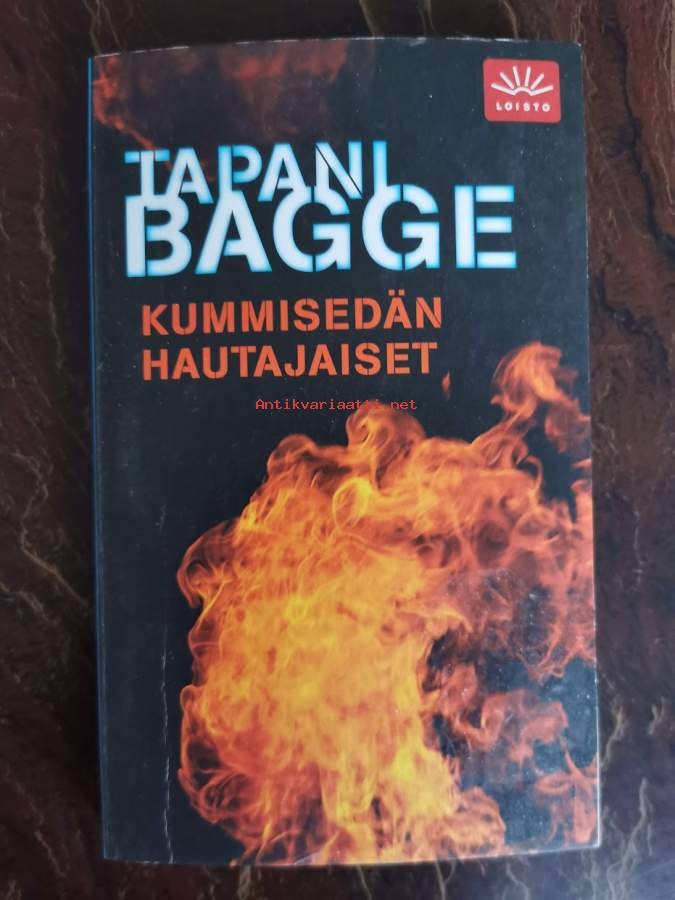 LOISTO
TAPANI
BAGGE
KUMMISEDÄN
HAUTAJAISET
Antikvariaatti.net